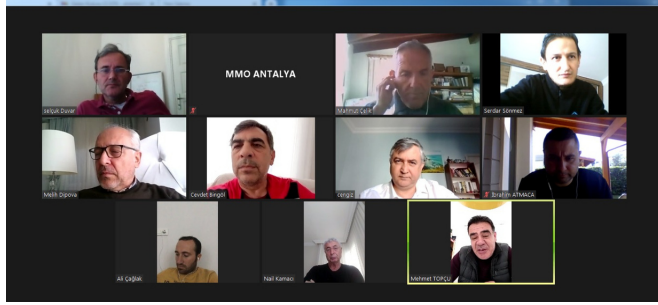 selçuk Duvar
MMO ANTALYA
Mahmut Çelik
Serdar Sönmez
Melih Dipova
Cevdet Bingöl
cengiz
İbrahim ATMACA
Ali Çağlak
Nail Kamacı
Mehmet TOPÇU